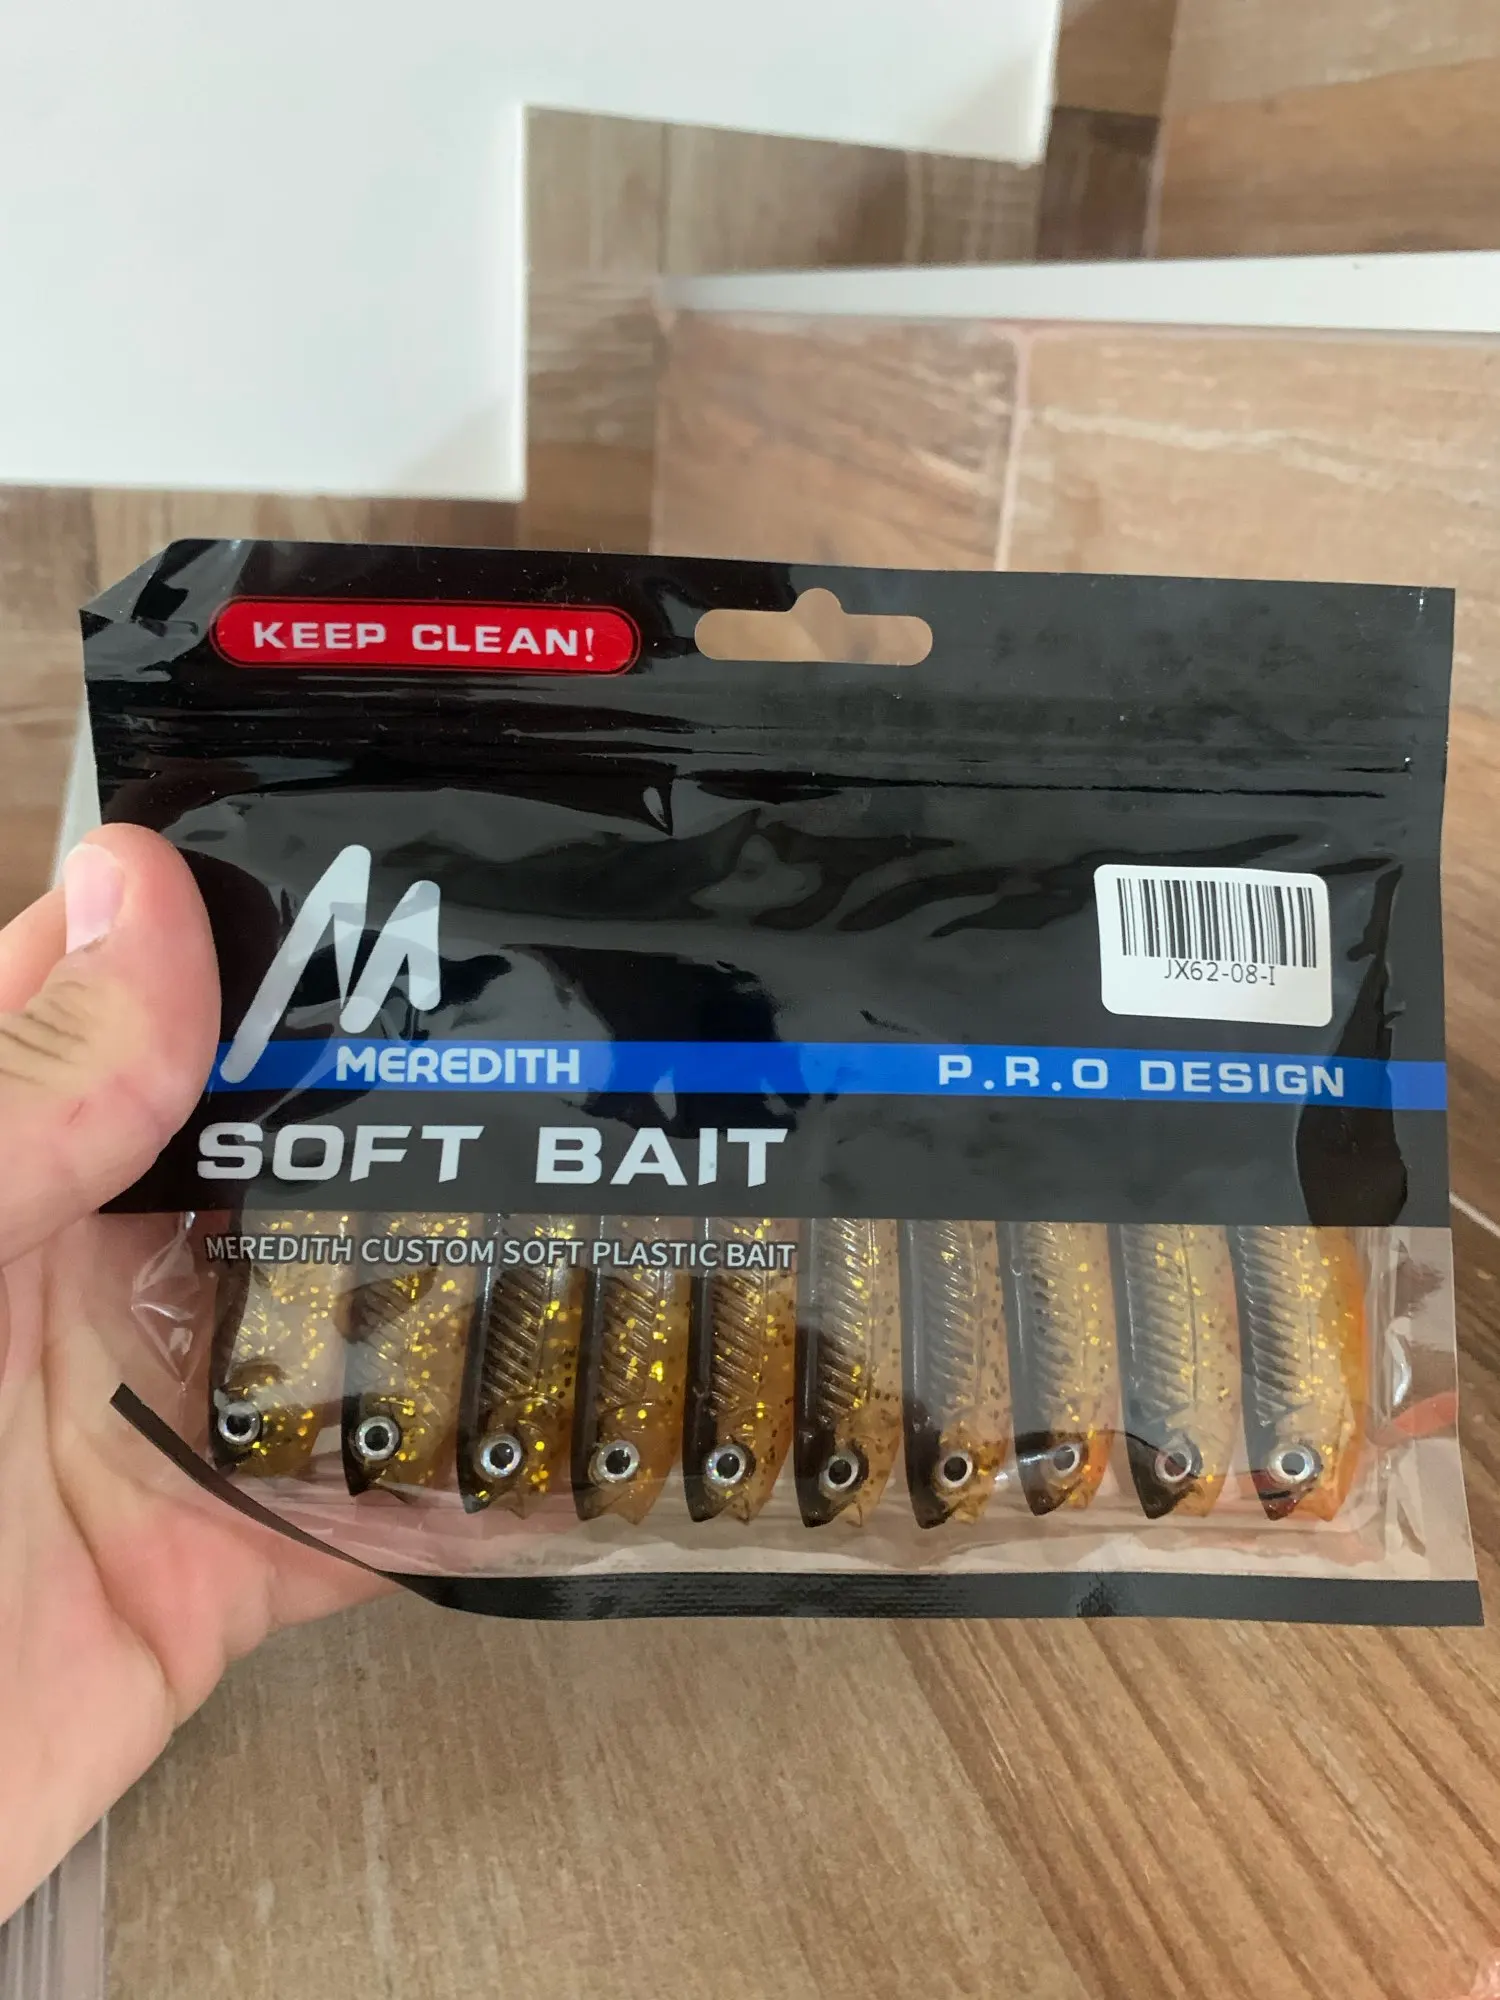 KEEP CLEAN!
JX62-08-I
MEREDITH
P.R.O DESIGN
SOFT BAIT
MEREDITH CUSTOM SOFT PLASTIC BAIT